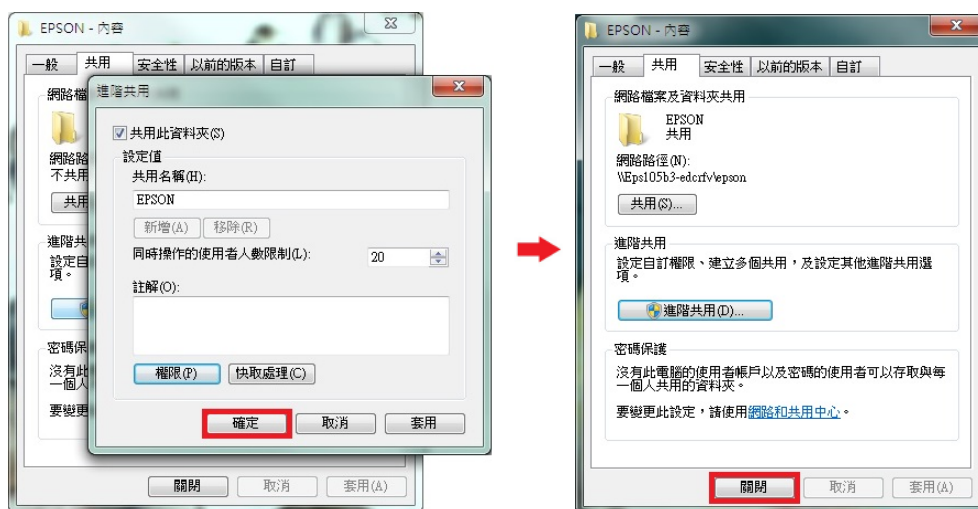 EPSON - 內容
一般
共用
安全性
以前的版本
自訂
網路檔
網路路
不共用
共用
進階共
設定自
項。
密碼保
沒有此
一個人
要變更
關閉
取消
套用(A)
進階共用
共用此資料夾(S)
設定值
共用名稱(H):
EPSON
新增(A)
移除(R)
同時操作的使用者人數限制(L):
20
註解(O):
權限(P)
快取處理(C)
確定
取消
套用
EPSON - 內容
一般
共用
安全性
以前的版本
自訂
網路檔案及資料夾共用
EPSON
共用
網路路徑(N):
\\Eps105b3-edcrfv\epson
共用(S)...
進階共用
設定自訂權限、建立多個共用，及設定其他進階共用選
項。
進階共用(D)...
密碼保護
沒有此電腦的使用者帳戶以及密碼的使用者可以存取與每
一個人共用的資料夾。
要變更此設定，請使用網路和共用中心。
關閉
取消
套用(A)